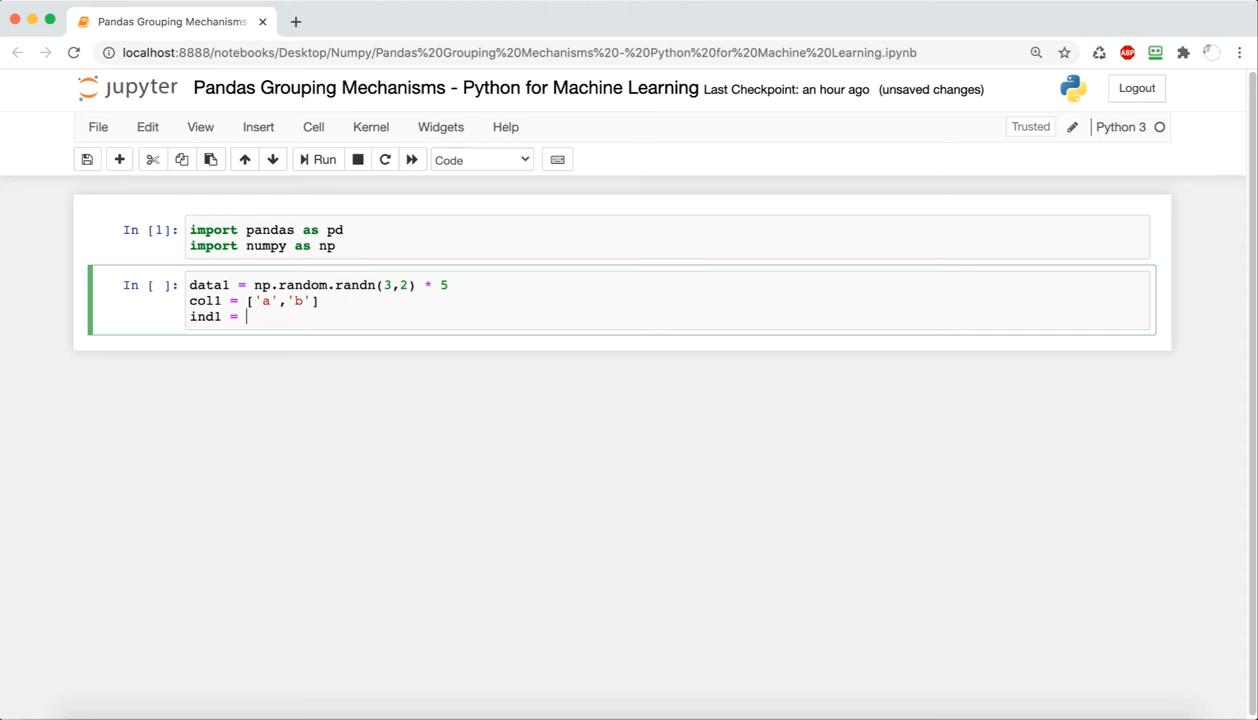 Pandas Grouping Mechanisms
localhost:8888/notebooks/Desktop/Numpy/Pandas%20Grouping%20Mechanisms%20-%20Python%20for%20Machine%20Learning.ipynb
ABP
jupyter Pandas Grouping Mechanisms - Python for Machine Learning Last Checkpoint: an hour ago (unsaved changes) Logout
File Edit View Insert Cell Kernel Widgets Help Trusted Python 3
Run Code
In [1]: import pandas as pd
import numpy as np
In [ ]: data1 = np.random.randn(3,2) * 5
col1 = ['a','b']
ind1 =